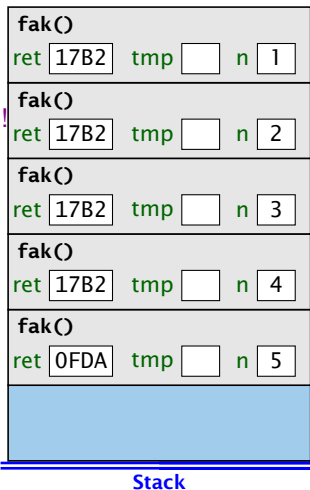 fak()
ret 17B2 tmp n 1
fak()
!
ret 17B2 tmp n 2
fak()
ret 17B2 tmp n 3
fak()
ret 17B2 tmp n 4
fak()
ret 0FDA tmp n 5
Stack